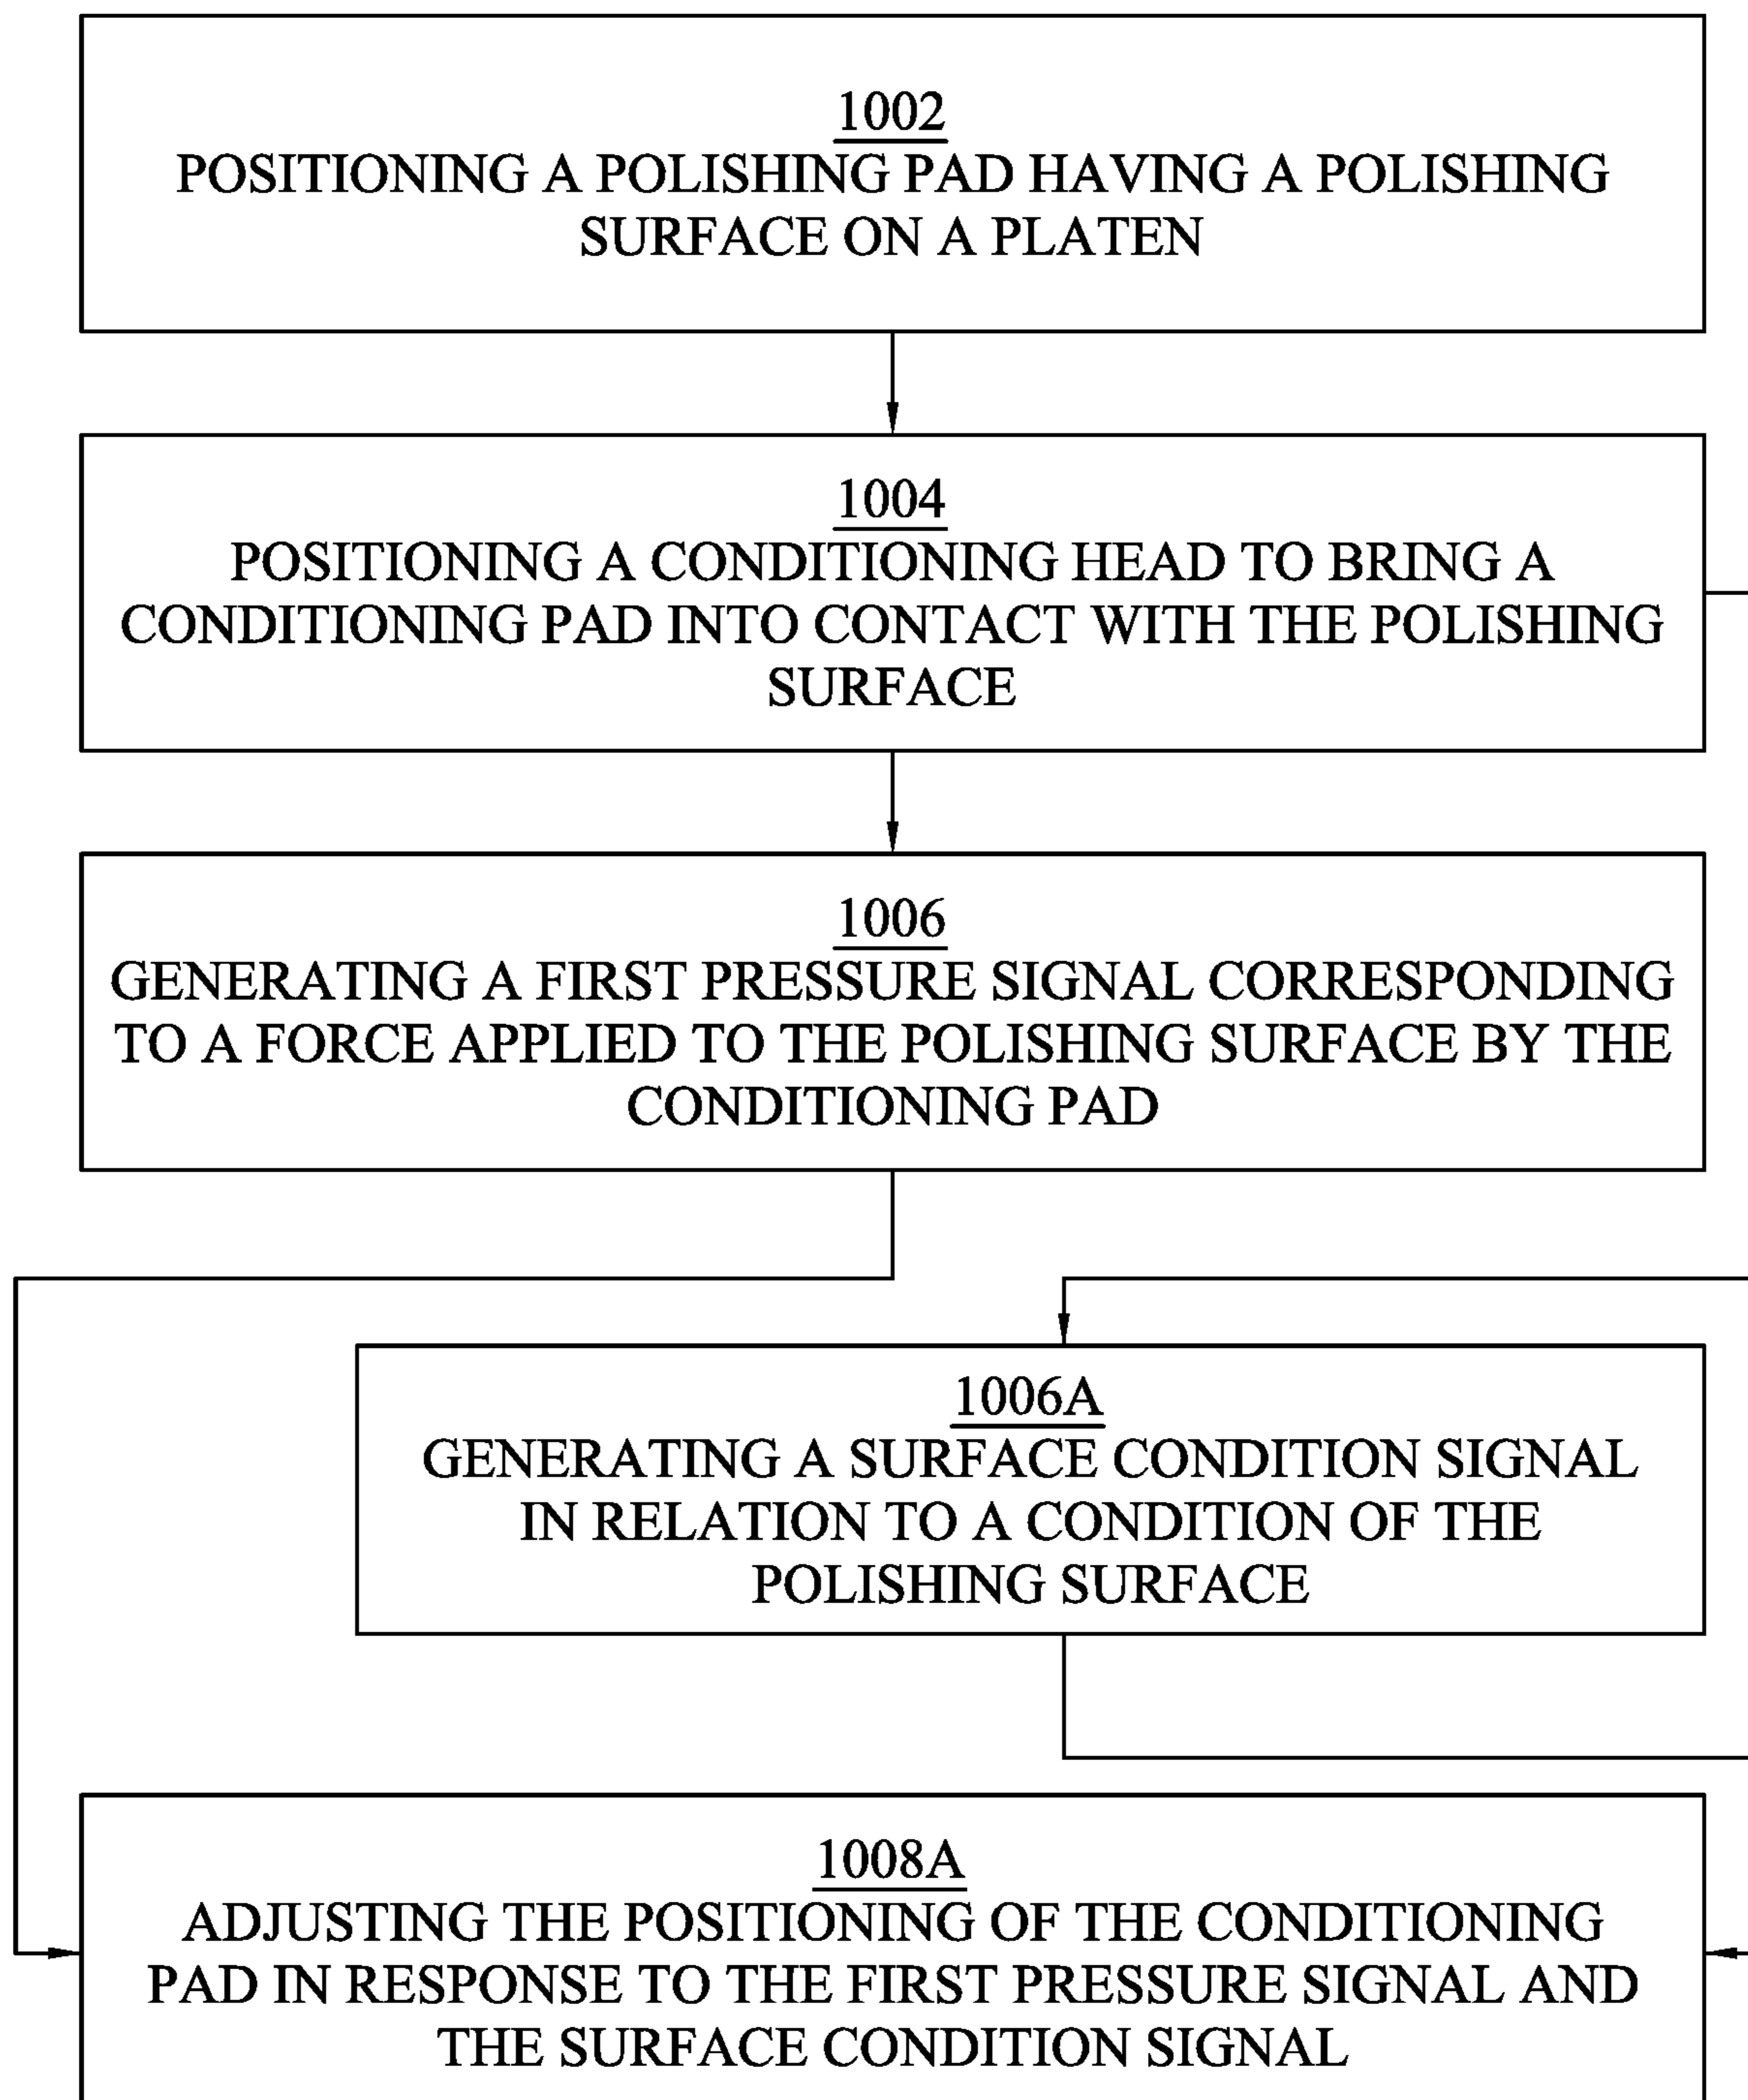 1002
POSITIONING A POLISHING PAD HAVING A POLISHING
SURFACE ON A PLATEN
1004
POSITIONING A CONDITIONING HEAD TO BRING A
CONDITIONING PAD INTO CONTACT WITH THE POLISHING
SURFACE
1006
GENERATING A FIRST PRESSURE SIGNAL CORRESPONDING
TO A FORCE APPLIED TO THE POLISHING SURFACE BY THE
CONDITIONING PAD
1006A
GENERATING A SURFACE CONDITION SIGNAL
IN RELATION TO A CONDITION OF THE
POLISHING SURFACE
1008A
ADJUSTING THE POSITIONING OF THE CONDITIONING
PAD IN RESPONSE TO THE FIRST PRESSURE SIGNAL AND
THE SURFACE CONDITION SIGNAL